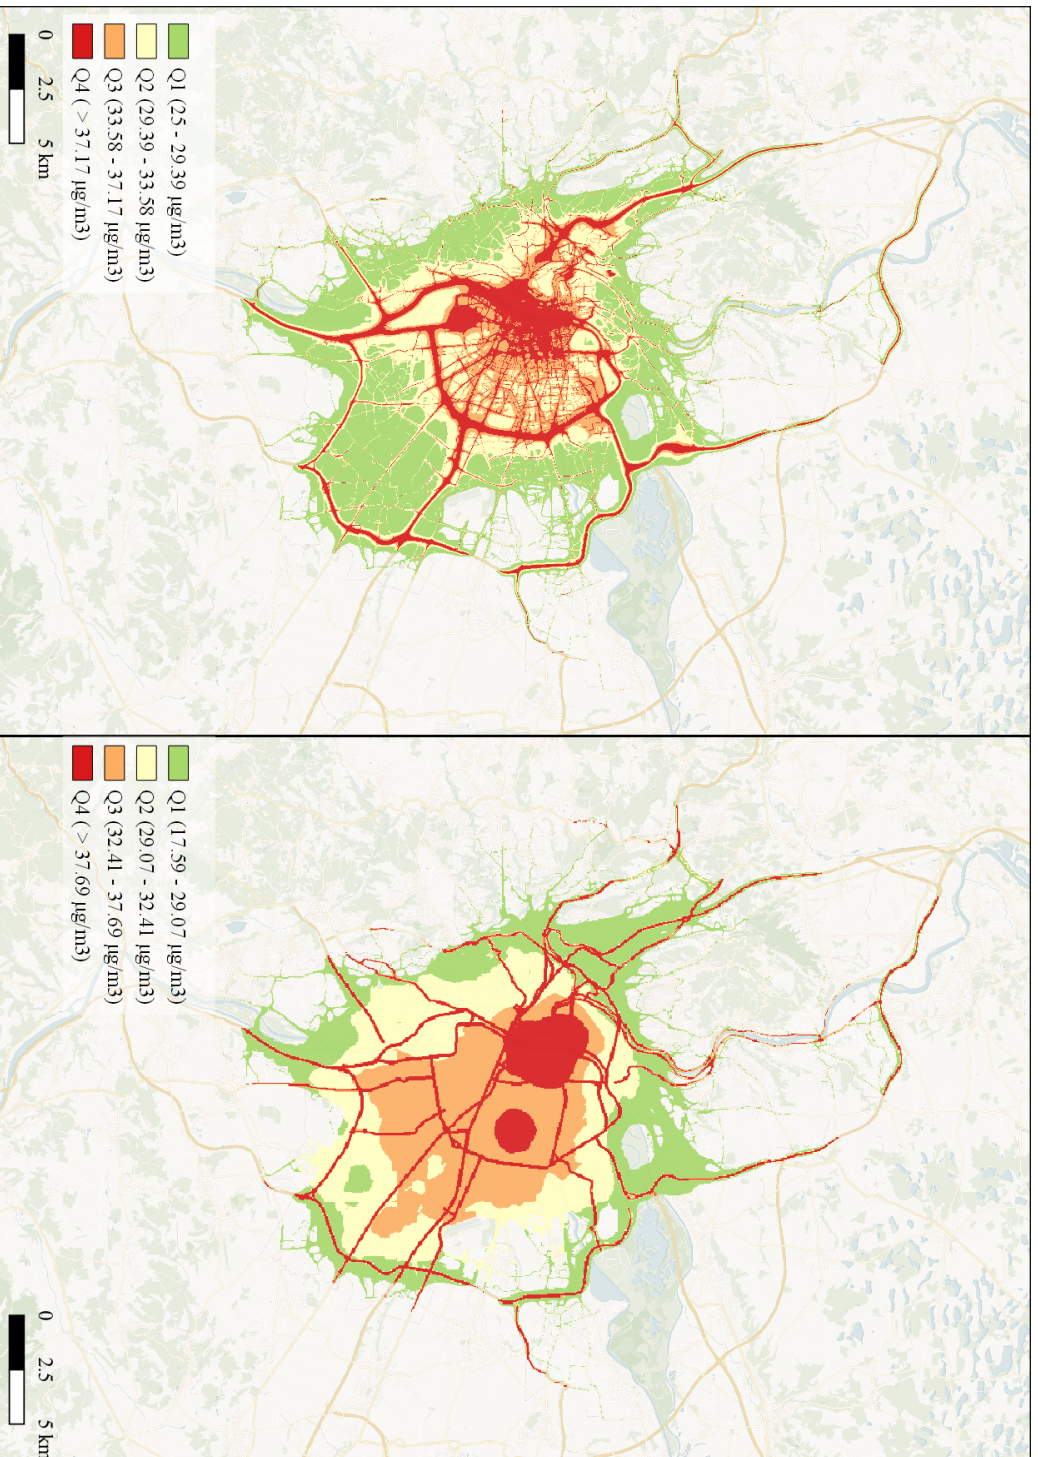 Q1 (25 - 29.39 µg/m3)
Q2 (29.39 - 33.58 µg/m3)
Q3 (33.58 - 37.17 µg/m3)
Q4 ( > 37.17 µg/m3)
0 2.5 5 km
Q1 (17.59 - 29.07 µg/m3)
Q2 (29.07 - 32.41 µg/m3)
Q3 (32.41 - 37.69 µg/m3)
Q4 ( > 37.69 µg/m3)
0 2.5 5 km